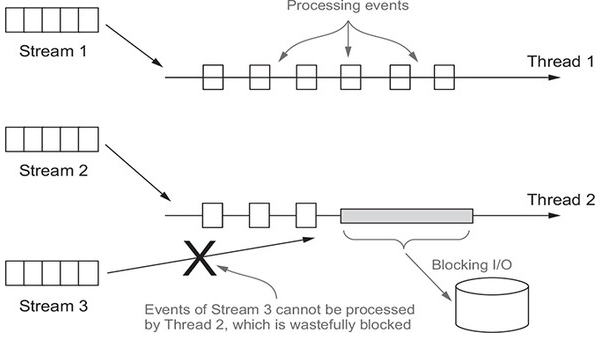 Processing events
Stream 1
Thread 1
Stream 2
Thread 2
Blocking I/O
Stream 3
Events of Stream 3 cannot be processed
by Thread 2, which is wastefully blocked